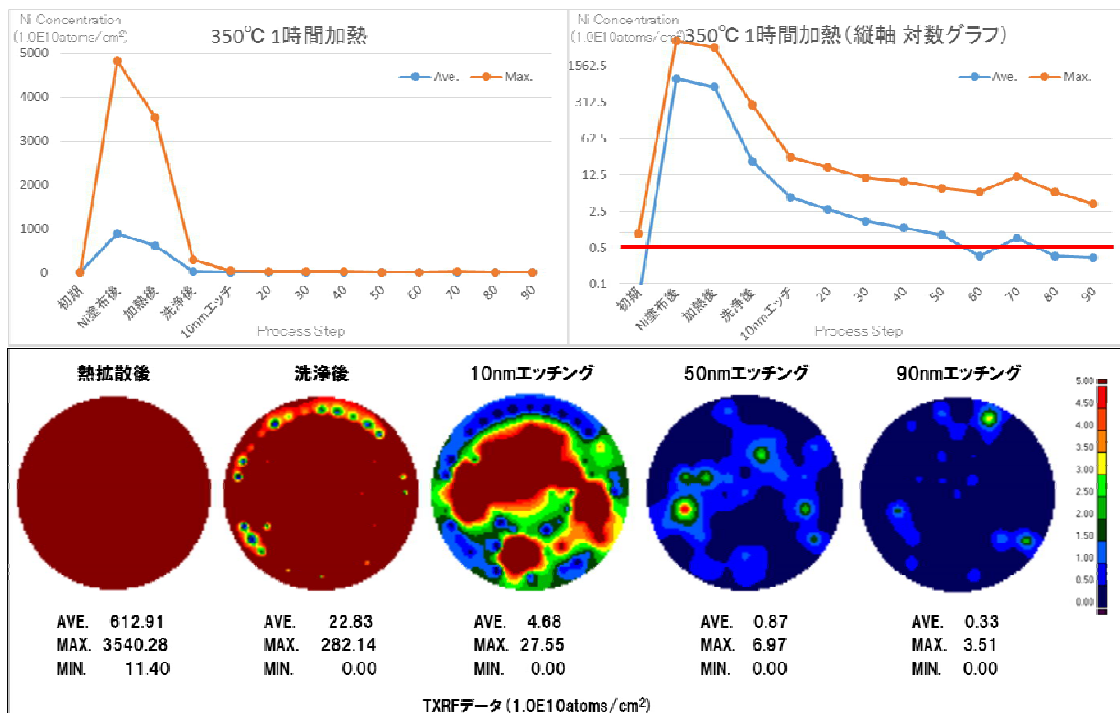 Ni Concentration
(1.0E10atoms/cm²)
350℃ 1時間加熱
5000
4000
3000
2000
1000
0
Ave.
Max.
初期
Ni塗布後
加熱後
洗浄後
10nmエッチ
20
30
40
50
60
70
80
90
Process Step
Ni Concentration
(1.0E10atoms/cm²)
350℃ 1時間加熱(縦軸 対数グラフ)
1562.5
312.5
62.5
12.5
2.5
0.5
0.1
Ave.
Max.
初期
Ni塗布後
加熱後
洗浄後
10nmエッチ
20
30
40
50
60
70
80
90
Process Step
熱拡散後 洗浄後 10nmエッチング 50nmエッチング 90nmエッチング
5.00
4.50
4.00
3.50
3.00
2.50
2.00
1.50
1.00
0.50
0.00
AVE. 612.91 AVE. 22.83 AVE. 4.68 AVE. 0.87 AVE. 0.33
MAX. 3540.28 MAX. 282.14 MAX. 27.55 MAX. 6.97 MAX. 3.51
MIN. 11.40 MIN. 0.00 MIN. 0.00 MIN. 0.00 MIN. 0.00
TXRFデータ(1.0E10atoms/cm²)